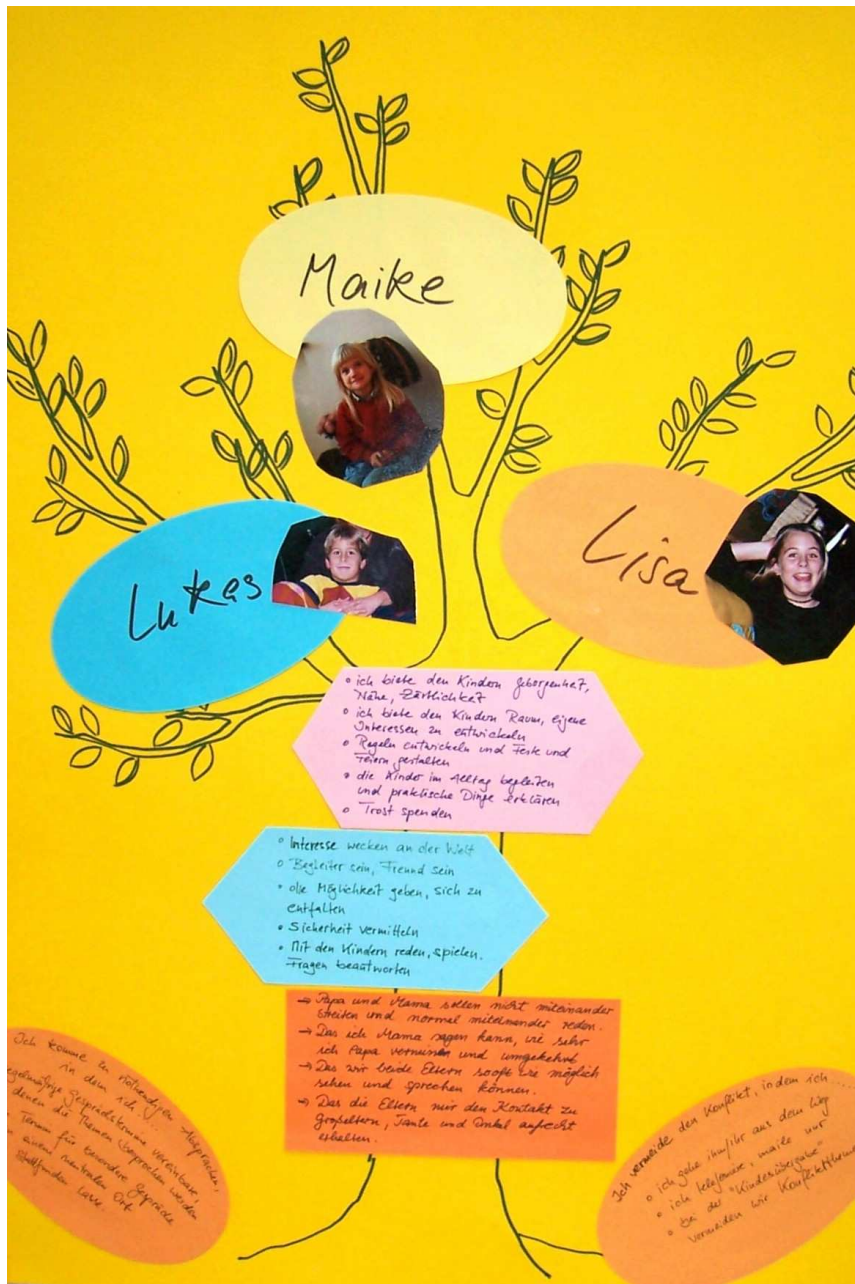 Maike
Lukas
Lisa
o ich biete den Kindern Geborgenheit,
Nähe, Zärtlichkeit
o ich biete den Kindern Raum, eigene
Interessen zu entwickeln
o Regeln entwickeln und Feste und
Feiern gestalten
o die Kinder im Alltag begleiten
und praktische Dinge erklären
o Trost spenden
o Interesse wecken an der Welt
o Begleiter sein, Freund sein
• die Möglichkeit geben, sich zu
entfalten
• Sicherheit vermitteln
• Mit den Kindern reden, spielen.
Fragen beantworten
→ Papa und Mama sollen nicht miteinander
streiten und normal miteinander reden.
→ Das ich Mama sagen kann, wie sehr
ich Papa vermisse und umgekehrt
→ Das wir beide Eltern sooft wie möglich
sehen und sprechen können.
→ Das die Eltern mir den Kontakt zu
Großeltern, Tante und Onkel aufrecht
erhalten.
Ich komme zu notwendigen Absprachen,
in dem ich....
egelmäßige Gesprächstermine vereinbare,
denen die Themen besprochen werden
Termin für besondere Gespräche
einen neutralen Ort
stattfinden lasse.
Ich vermeide den Konflikt, in dem ich....
o ich gehe ihm/ihr aus dem Weg
• ich telefoniere, maile nur
• Bei der "Kindesübergabe"
vermeiden wir